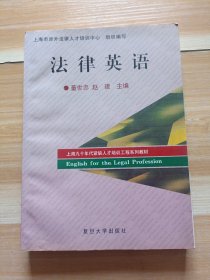 上海市涉外法律人才培训中心 组织编写
法律英语
董世忠 赵建 主编
上海九十年代紧缺人才培训工程系列教材
English for the Legal Profession
复旦大学出版社